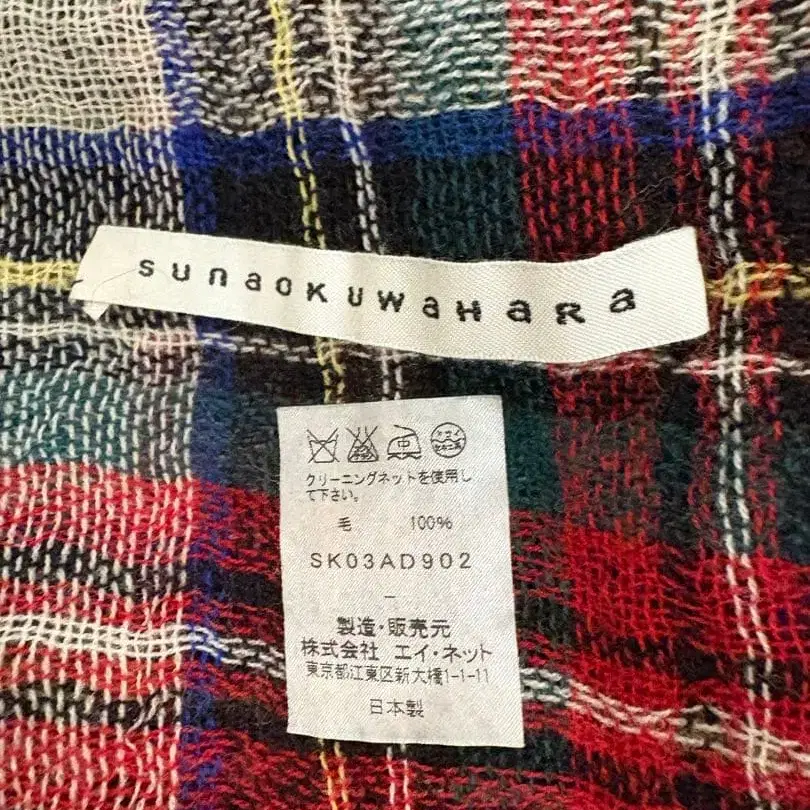 sunaoKUWaHaRa
中
クリーニングネットを使用し
て下さい。
毛 100%
SK03AD902
－
製造・販売元
株式会社 エイ・ネット
東京都江東区新大橋1-1-11
日本製